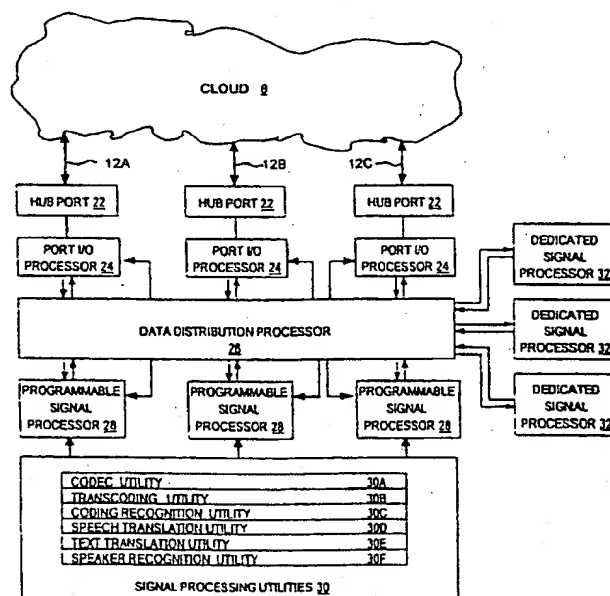 CLOUD 8
12A
12B
12C
HUB PORT 22
HUB PORT 22
HUB PORT 22
PORT I/O
PROCESSOR 24
PORT I/O
PROCESSOR 24
PORT I/O
PROCESSOR 24
DEDICATED
SIGNAL
PROCESSOR 32
DATA DISTRIBUTION PROCESSOR
26
DEDICATED
SIGNAL
PROCESSOR 32
DEDICATED
SIGNAL
PROCESSOR 32
PROGRAMMABLE
SIGNAL
PROCESSOR 28
PROGRAMMABLE
SIGNAL
PROCESSOR 28
PROGRAMMABLE
SIGNAL
PROCESSOR 28
CODEC UTILITY 30A
TRANSCODING UTILITY 30B
CODING RECOGNITION UTILITY 30C
SPEECH TRANSLATION UTILITY 30D
TEXT TRANSLATION UTILITY 30E
SPEAKER RECOGNITION UTILITY 30F
SIGNAL PROCESSING UTILITIES 30